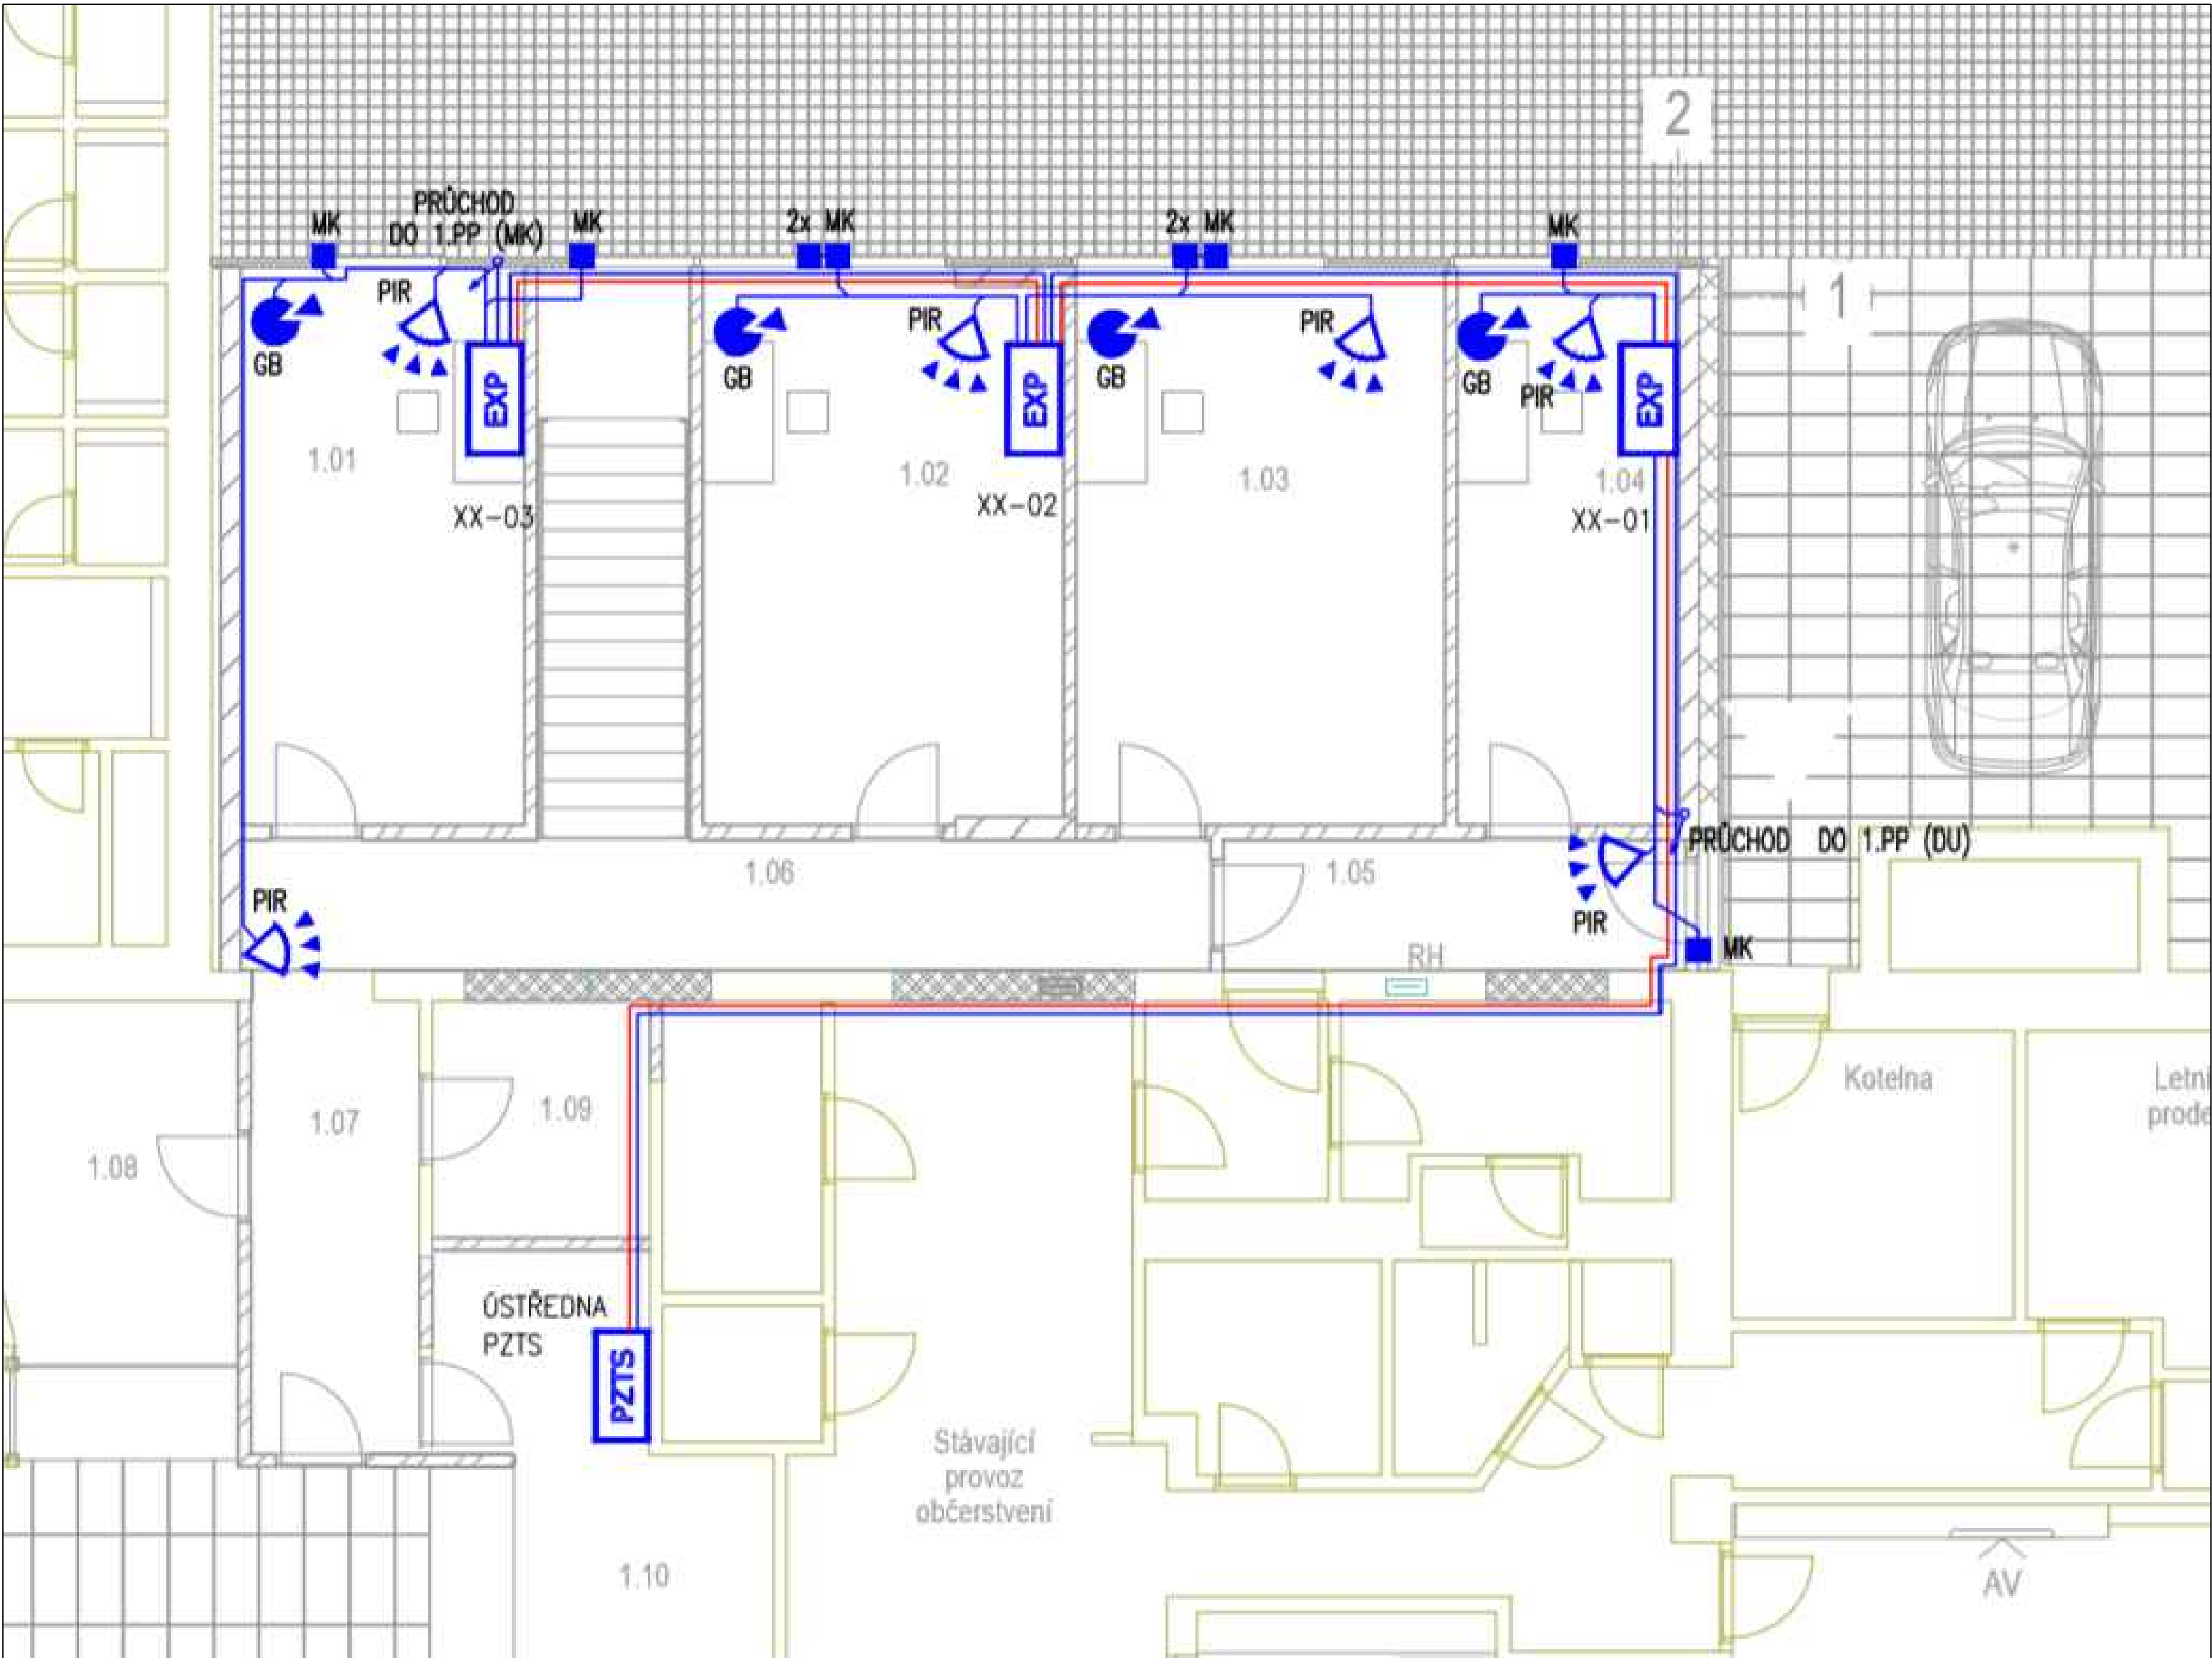 2
PRŮCHOD
DO 1.PP (MK)
MK
MK
2x MK
2x MK
MK
PIR
PIR
PIR
PIR
1
GB
GB
GB
GB
EXP
EXP
EXP
1.01
1.02
1.03
1.04
XX-03
XX-02
XX-01
PRŮCHOD DO 1.PP (DU)
1.06
1.05
PIR
PIR
RH
MK
1.07
1.08
1.09
Kotelna
Letni
prode
ÚSTŘEDNA
PZTS
PZTS
Stávající
provoz
občerstvení
1.10
AV